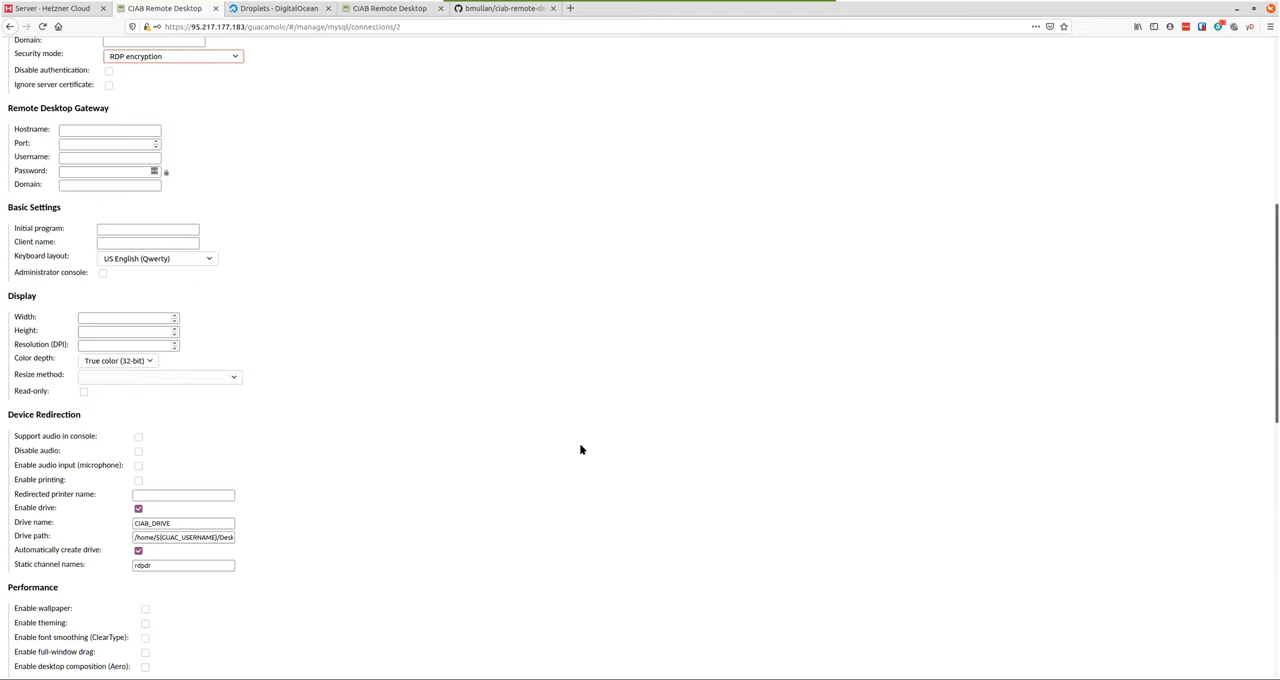 Server - Hetzner Cloud
CIAB Remote Desktop
Droplets - DigitalOcean
CIAB Remote Desktop
bmullan/ciab-remote-de
https://95.217.177.183/guacamole/#/manage/mysql/connections/2
Domain:
Security mode: RDP encryption
Disable authentication:
Ignore server certificate:
Remote Desktop Gateway
Hostname:
Port:
Username:
Password:
Domain:
Basic Settings
Initial program:
Client name:
Keyboard layout: US English (Qwerty)
Administrator console:
Display
Width:
Height:
Resolution (DPI):
Color depth: True color (32-bit)
Resize method:
Read-only:
Device Redirection
Support audio in console:
Disable audio:
Enable audio input (microphone):
Enable printing:
Redirected printer name:
Enable drive:
Drive name: CIAB_DRIVE
Drive path: /home/${GUAC_USERNAME}/Desk
Automatically create drive:
Static channel names: rdpdr
Performance
Enable wallpaper:
Enable theming:
Enable font smoothing (ClearType):
Enable full-window drag:
Enable desktop composition (Aero):